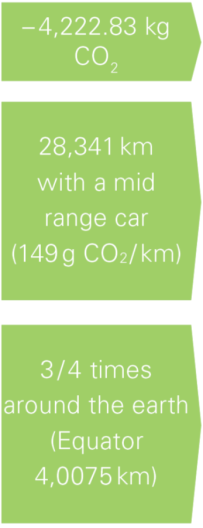 −4,222.83 kg
CO₂
28,341 km
with a mid
range car
(149 g CO₂/km)
3/4 times
around the earth
(Equator
4,0075 km)